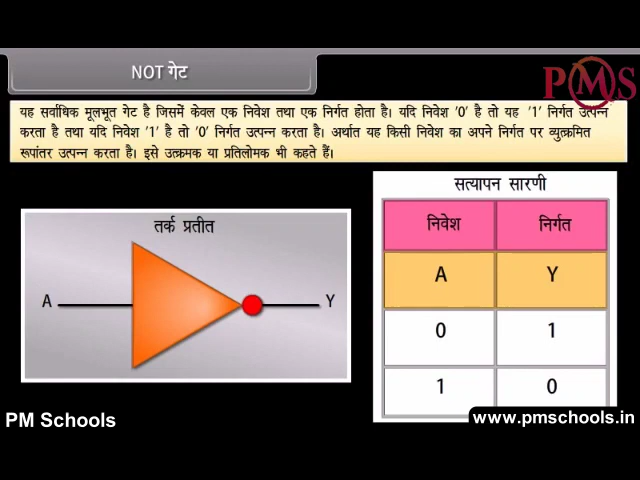 NOT गेट
PMS
यह सर्वाधिक मूलभूत गेट है जिसमें केवल एक निवेश तथा एक निर्गत होता है। यदि निवेश '0' है तो यह '1' निर्गत उत्पन्न
करता है तथा यदि निवेश '1' है तो '0' निर्गत उत्पन्न करता है। अर्थात यह किसी निवेश का अपने निर्गत पर व्युत्क्रमित
रूपांतर उत्पन्न करता है। इसे उत्क्रमक या प्रतिलोमक भी कहते हैं।
तर्क प्रतीत
A Y
सत्यापन सारणी
निवेश निर्गत
A Y
0 1
1 0
PM Schools
www.pmschools.in